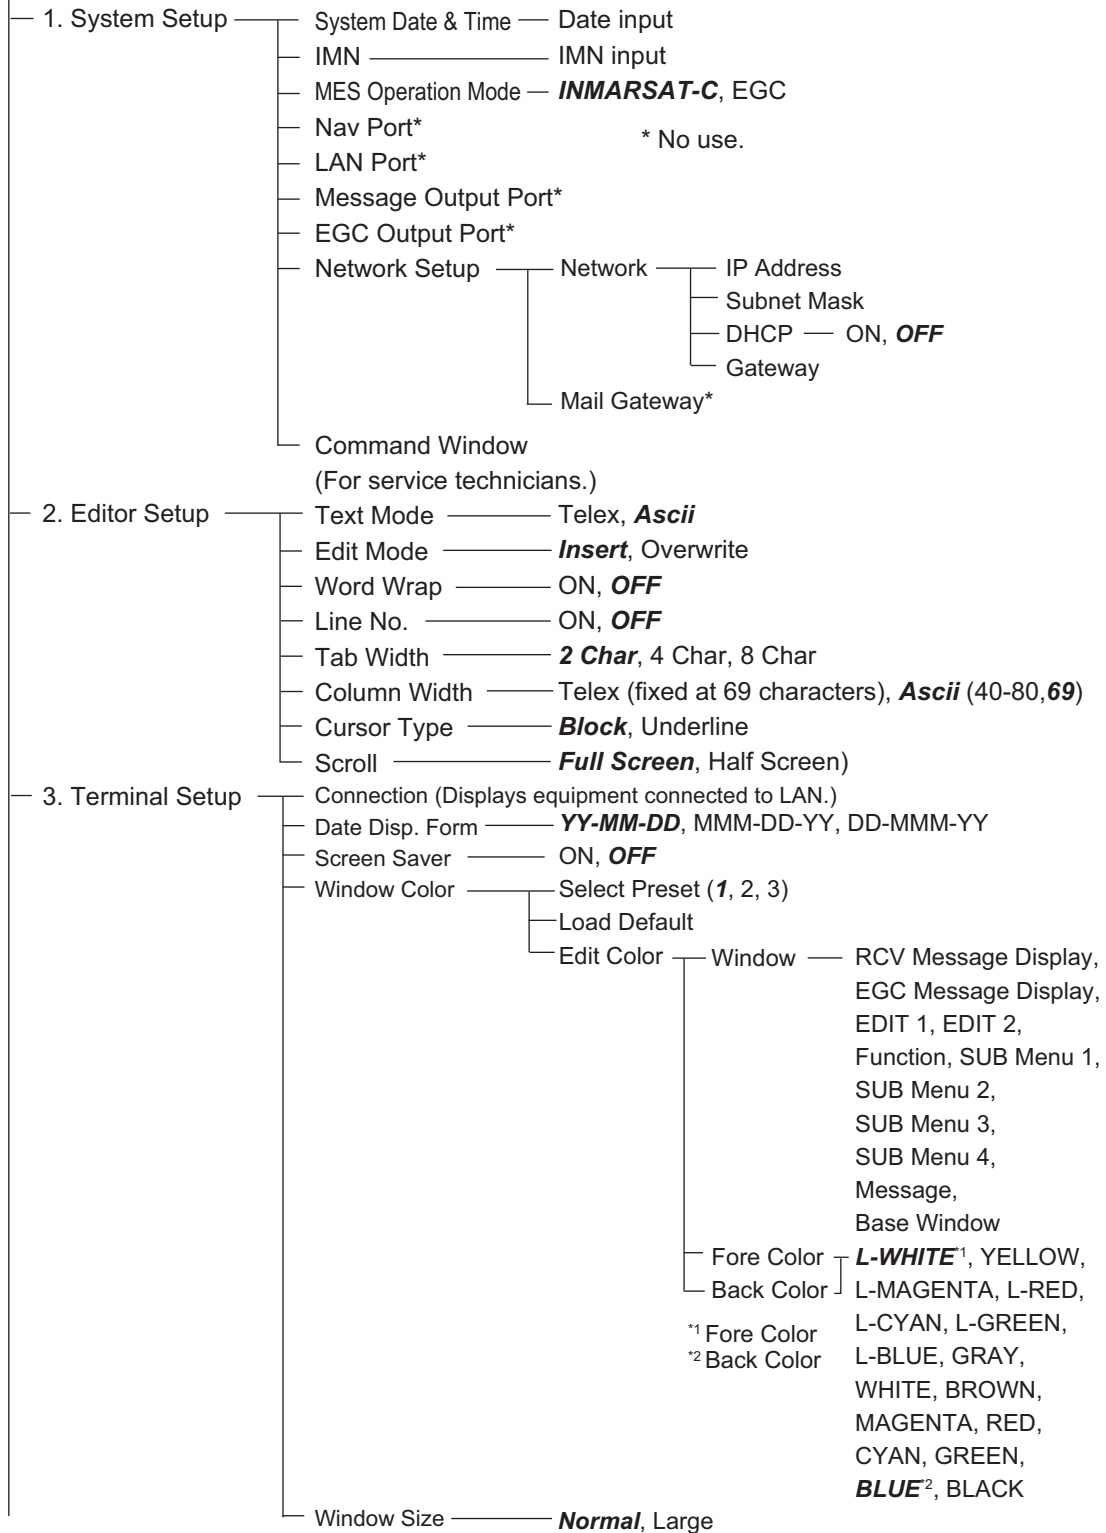 1. System Setup System Date & Time Date input
IMN IMN input
MES Operation Mode INMARSAT-C, EGC
Nav Port* * No use.
LAN Port*
Message Output Port*
EGC Output Port*
Network Setup Network IP Address
Subnet Mask
DHCP ON, OFF
Gateway
Mail Gateway*
Command Window
(For service technicians.)
2. Editor Setup Text Mode Telex, Ascii
Edit Mode Insert, Overwrite
Word Wrap ON, OFF
Line No. ON, OFF
Tab Width 2 Char, 4 Char, 8 Char
Column Width Telex (fixed at 69 characters), Ascii (40-80,69)
Cursor Type Block, Underline
Scroll Full Screen, Half Screen)
3. Terminal Setup Connection (Displays equipment connected to LAN.)
Date Disp. Form YY-MM-DD, MMM-DD-YY, DD-MMM-YY
Screen Saver ON, OFF
Window Color Select Preset (1, 2, 3)
Load Default
Edit Color Window RCV Message Display,
EGC Message Display,
EDIT 1, EDIT 2,
Function, SUB Menu 1,
SUB Menu 2,
SUB Menu 3,
SUB Menu 4,
Message,
Base Window
Fore Color L-WHITE*1, YELLOW,
Back Color L-MAGENTA, L-RED,
*1 Fore Color L-CYAN, L-GREEN,
*2 Back Color L-BLUE, GRAY,
WHITE, BROWN,
MAGENTA, RED,
CYAN, GREEN,
BLUE*2, BLACK
Window Size Normal, Large